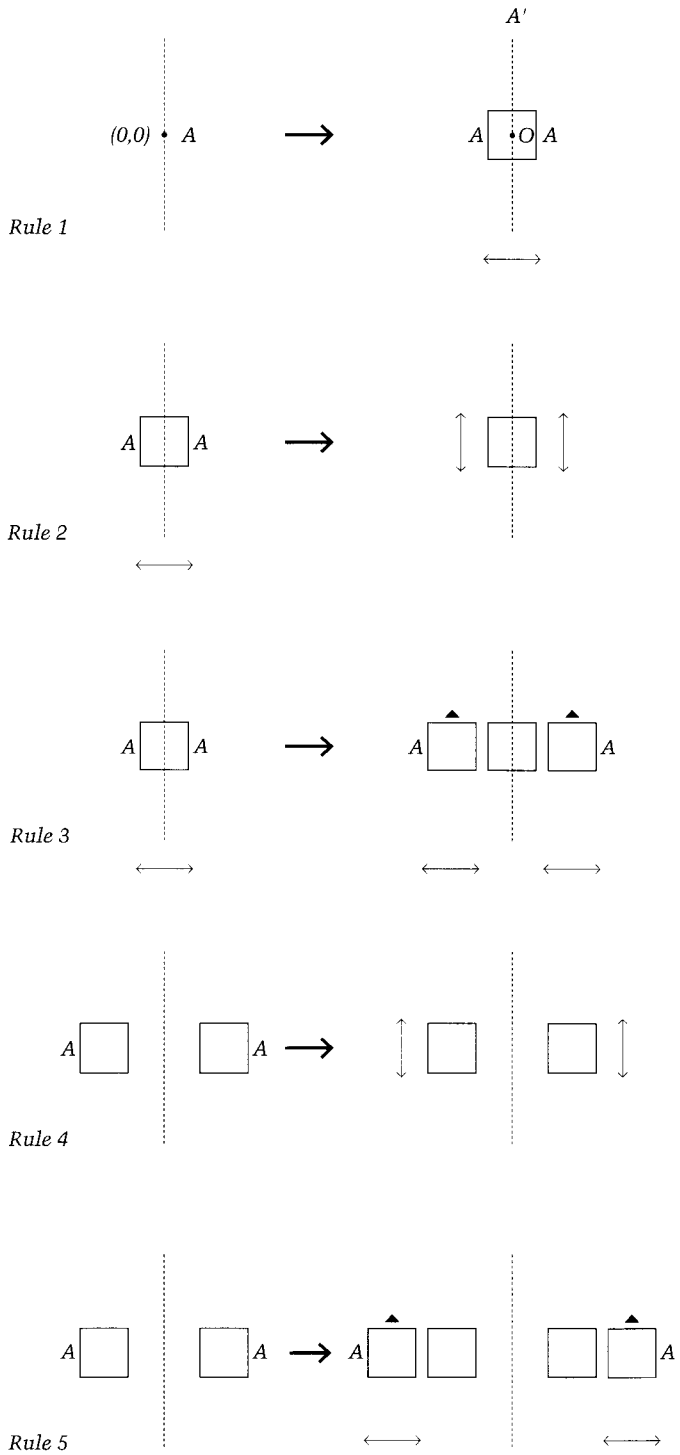 A′
(0,0) A A O A
Rule 1
A A
Rule 2
A A A A
Rule 3
A A
Rule 4
A A A A
Rule 5